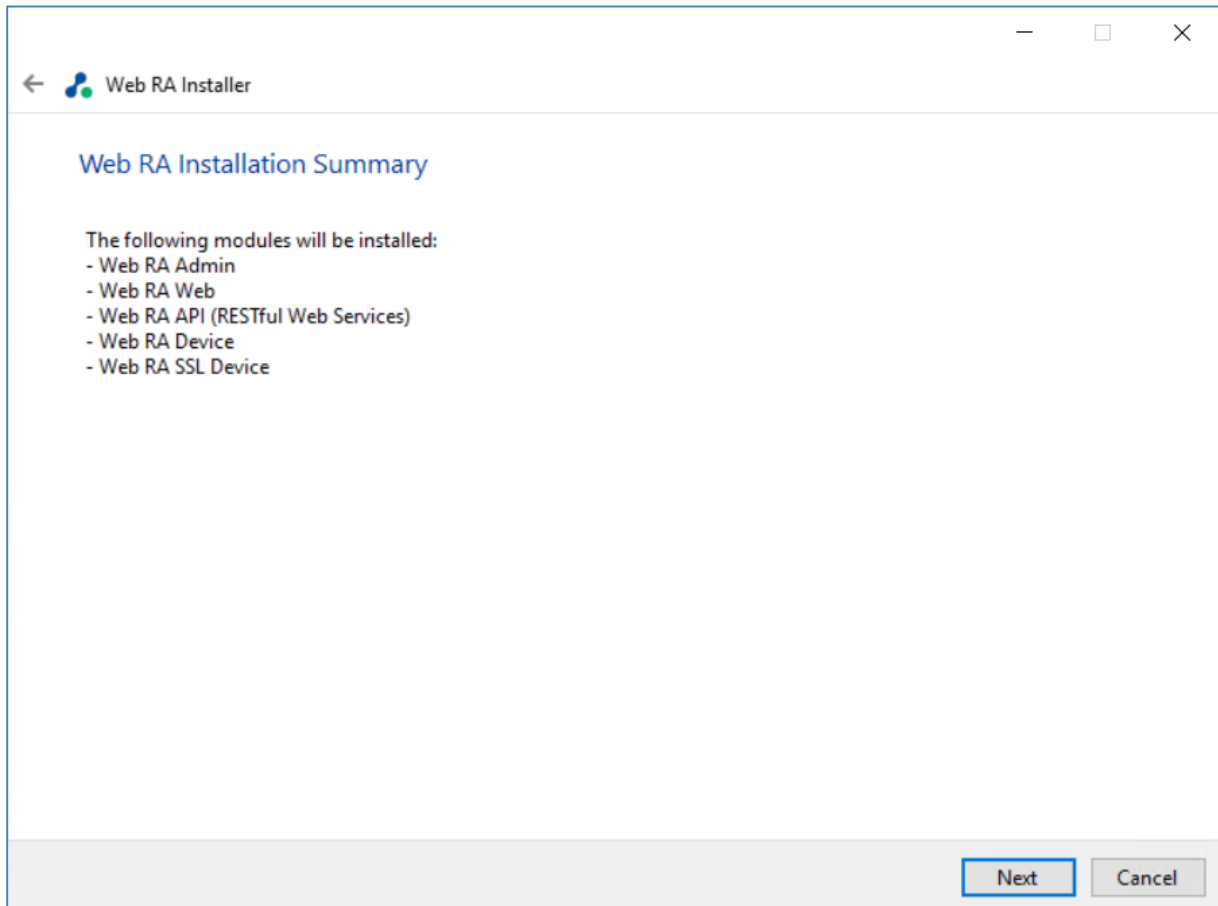 Web RA Installer
Web RA Installation Summary
The following modules will be installed:
- Web RA Admin
- Web RA Web
- Web RA API (RESTful Web Services)
- Web RA Device
- Web RA SSL Device
Next Cancel